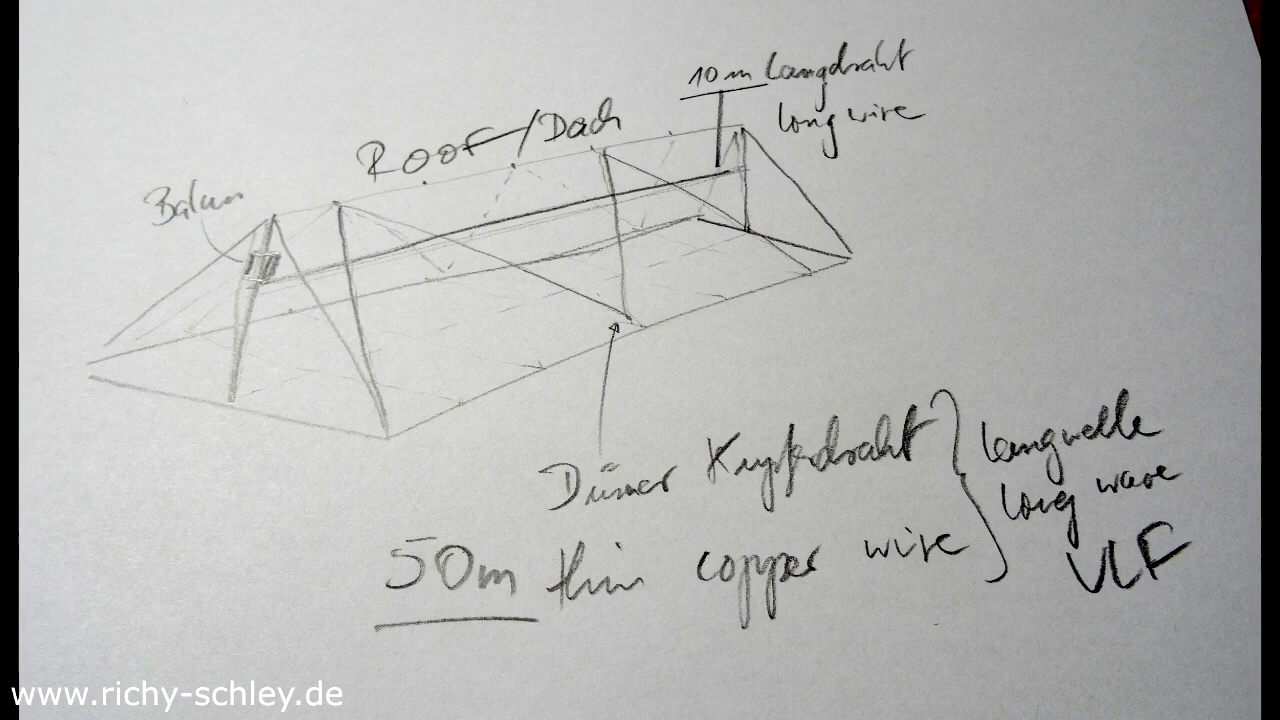 10m Langdraht
long wire
Roof/Dach
Balun
Dünner Kupferdraht
50m thin copper wire
Langwelle
long wave
VLF
www.richy-schley.de